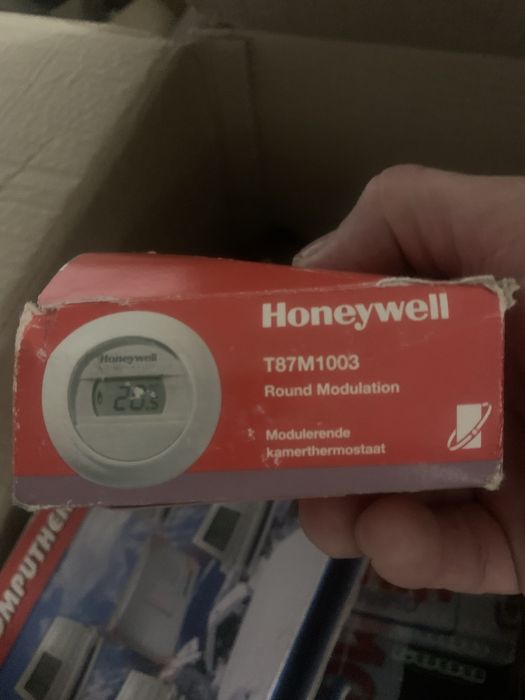 Honeywell
T87M1003
Round Modulation
Modulerende
kamerthermostaat
Honeywell
20.5